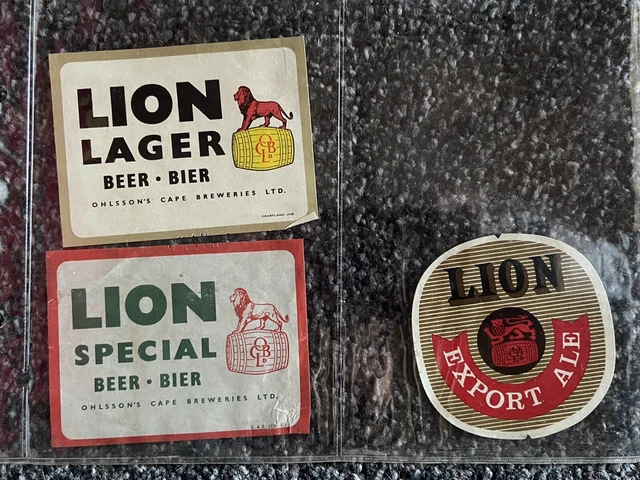 LION
LAGER
BEER · BIER
OHLSSON'S CAPE BREWERIES LTD.
LION
SPECIAL
BEER · BIER
OHLSSON'S CAPE BREWERIES LTD.
LION
EXPORT ALE